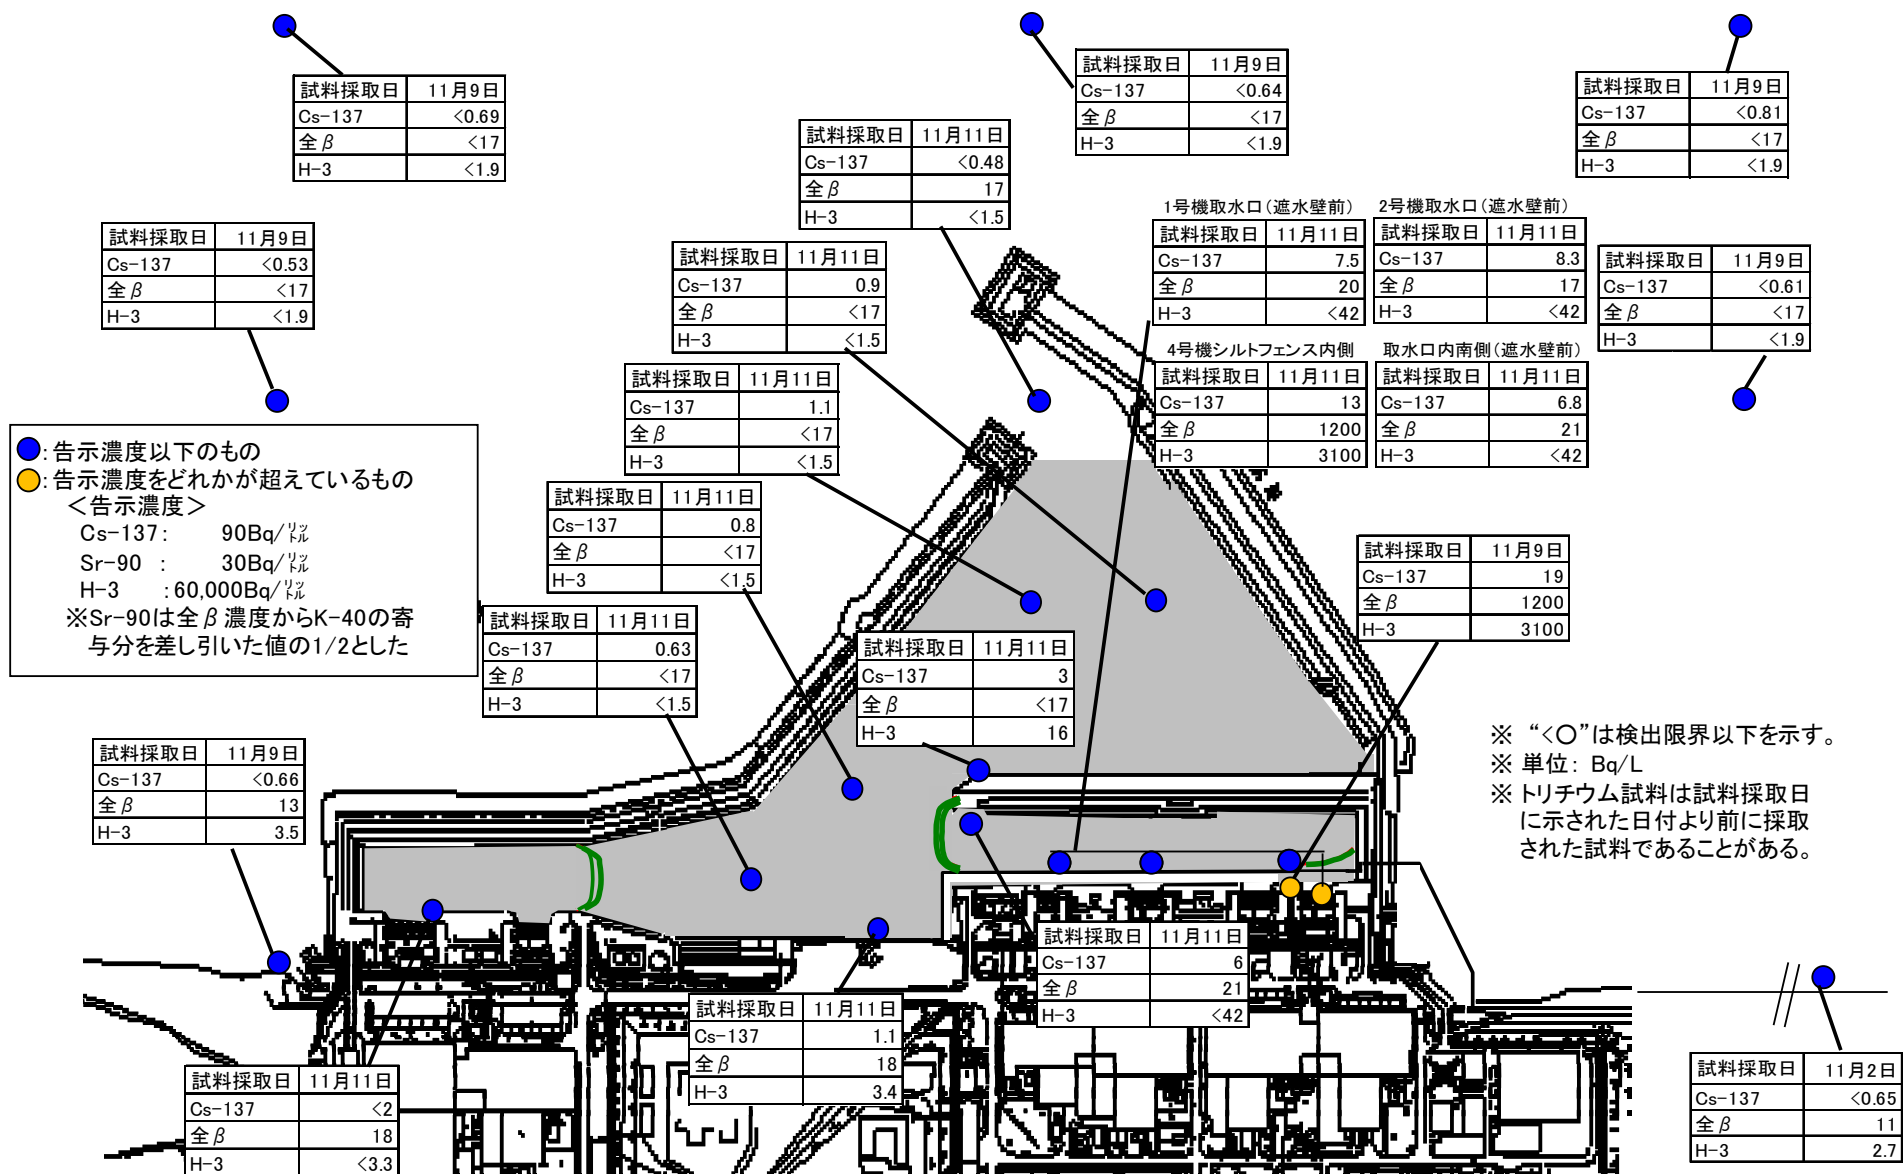 試料採取日 11月9日
Cs-137 <0.69
全β <17
H-3 <1.9
試料採取日 11月9日
Cs-137 <0.64
全β <17
H-3 <1.9
試料採取日 11月9日
Cs-137 <0.81
全β <17
H-3 <1.9
試料採取日 11月11日
Cs-137 <0.48
全β 17
H-3 <1.5
試料採取日 11月9日
Cs-137 <0.53
全β <17
H-3 <1.9
試料採取日 11月11日
Cs-137 0.9
全β <17
H-3 <1.5
1号機取水口(遮水壁前)
試料採取日 11月11日
Cs-137 7.5
全β 20
H-3 <42
2号機取水口(遮水壁前)
試料採取日 11月11日
Cs-137 8.3
全β 17
H-3 <42
試料採取日 11月9日
Cs-137 <0.61
全β <17
H-3 <1.9
4号機シルトフェンス内側
試料採取日 11月11日
Cs-137 13
全β 1200
H-3 3100
取水口内南側(遮水壁前)
試料採取日 11月11日
Cs-137 6.8
全β 21
H-3 <42
試料採取日 11月11日
Cs-137 1.1
全β <17
H-3 <1.5
:告示濃度以下のもの
:告示濃度をどれかが超えているもの
<告示濃度>
Cs-137: 90Bq/リットル
Sr-90 : 30Bq/リットル
H-3 :60,000Bq/リットル
※Sr-90は全β濃度からK-40の寄
与分を差し引いた値の1/2とした
試料採取日 11月11日
Cs-137 0.8
全β <17
H-3 <1.5
試料採取日 11月9日
Cs-137 19
全β 1200
H-3 3100
試料採取日 11月11日
Cs-137 0.63
全β <17
H-3 <1.5
試料採取日 11月11日
Cs-137 3
全β <17
H-3 16
試料採取日 11月9日
Cs-137 <0.66
全β 13
H-3 3.5
※ “<○”は検出限界以下を示す。
※ 単位: Bq/L
※ トリチウム試料は試料採取日
に示された日付より前に採取
された試料であることがある。
試料採取日 11月11日
Cs-137 6
全β 21
H-3 <42
試料採取日 11月11日
Cs-137 1.1
全β 18
H-3 3.4
試料採取日 11月11日
Cs-137 <2
全β 18
H-3 <3.3
試料採取日 11月2日
Cs-137 <0.65
全β 11
H-3 2.7